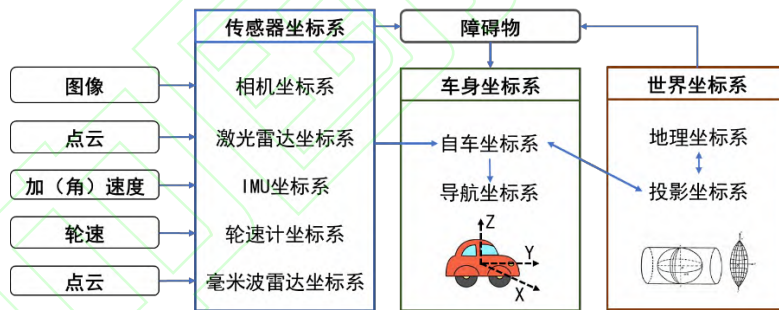 传感器坐标系
障碍物
图像
相机坐标系
车身坐标系
世界坐标系
点云
激光雷达坐标系
自车坐标系
地理坐标系
加（角）速度
IMU坐标系
导航坐标系
投影坐标系
轮速
轮速计坐标系
Z
Y
X
点云
毫米波雷达坐标系